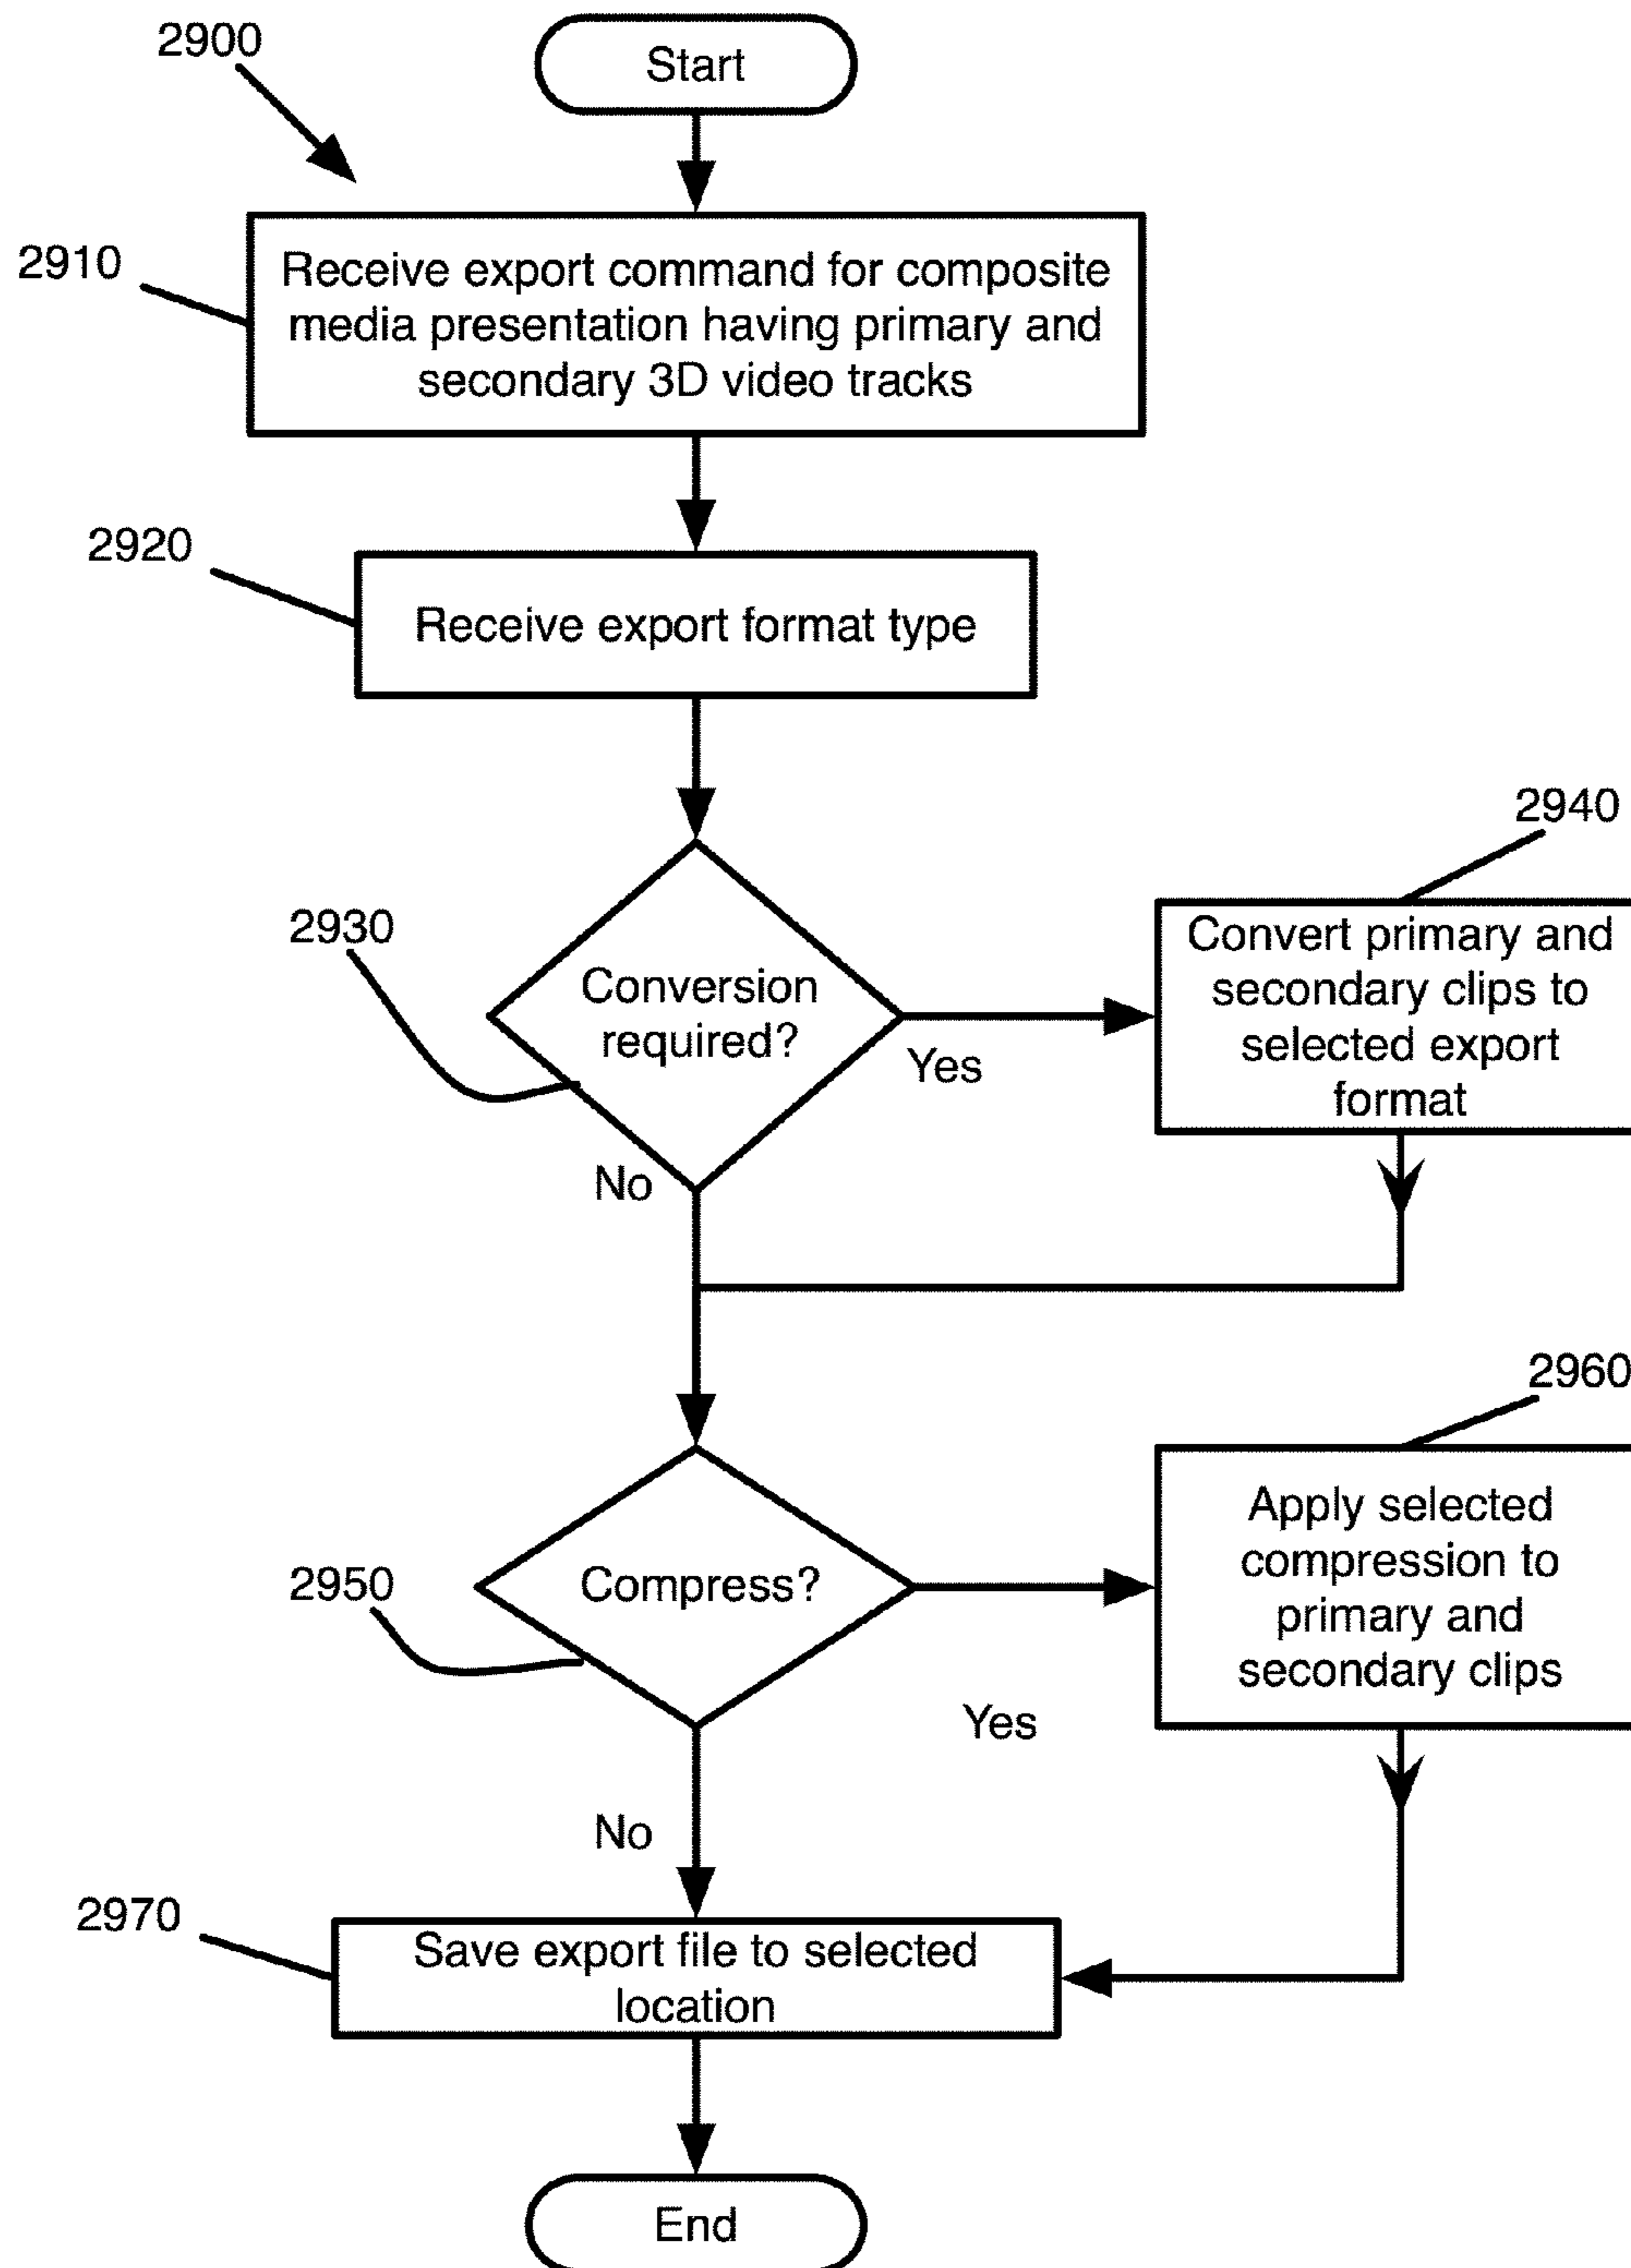 2900
Start
2910
Receive export command for composite
media presentation having primary and
secondary 3D video tracks
2920
Receive export format type
2930
Conversion
required?
Yes
No
2940
Convert primary and
secondary clips to
selected export
format
2950
Compress?
Yes
No
2960
Apply selected
compression to
primary and
secondary clips
2970
Save export file to selected
location
End